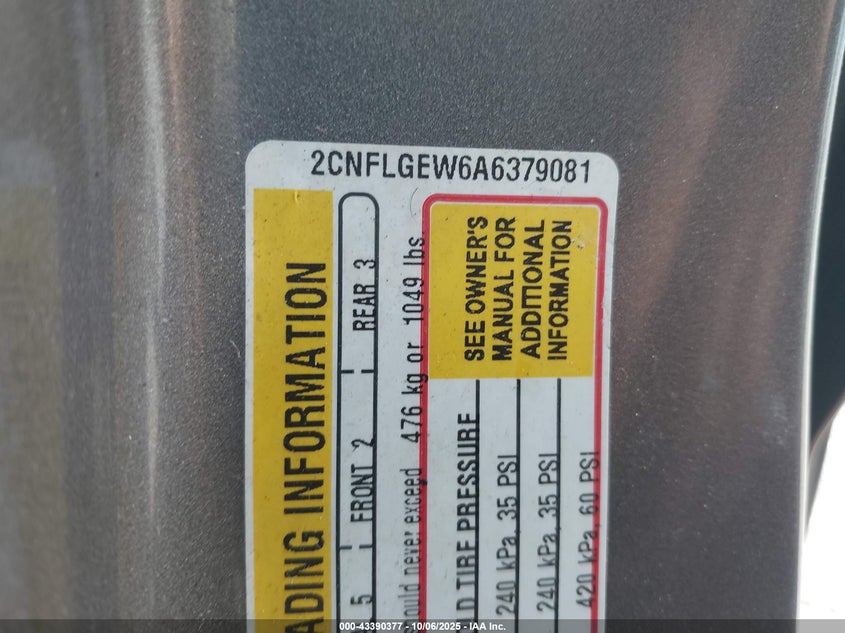 2CNFLGEW6A6379081
ADING INFORMATION
5 FRONT 2 REAR 3
ould never exceed 476 kg or 1049 lbs.
D TIRE PRESSURE
SEE OWNER'S
MANUAL FOR
ADDITIONAL
INFORMATION
240 kPa, 35 PSI
240 kPa, 35 PSI
420 kPa, 60 PSI
000-43390377 - 10/06/2025 - IAA Inc.